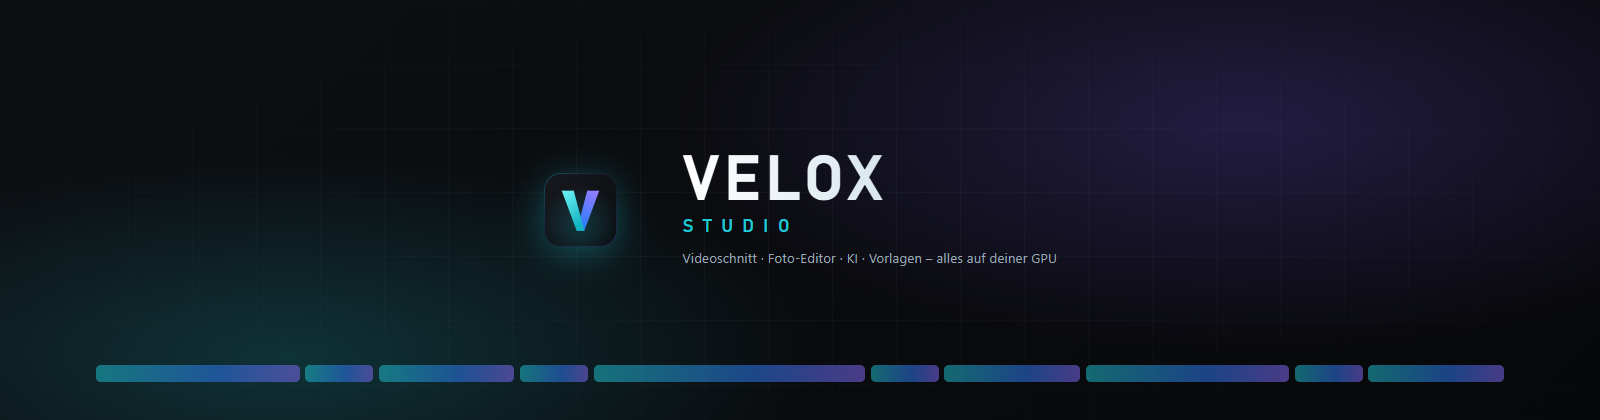 V
VELOX
STUDIO
Videoschnitt · Foto-Editor · KI · Vorlagen – alles auf deiner GPU